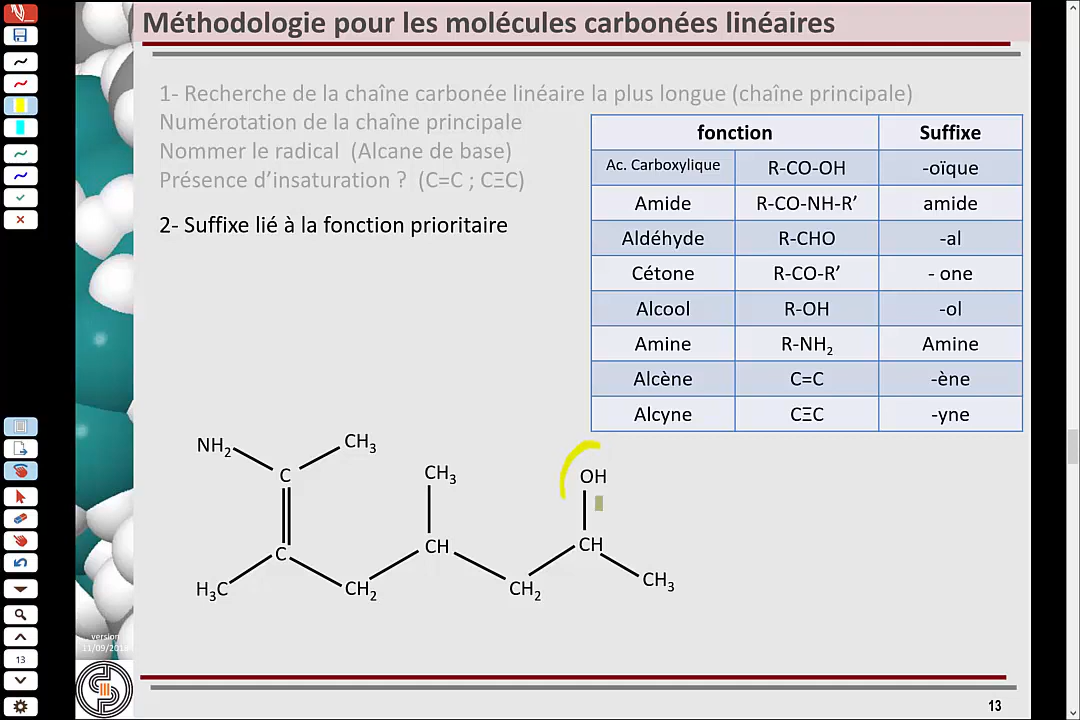 Méthodologie pour les molécules carbonées linéaires
1- Recherche de la chaîne carbonée linéaire la plus longue (chaîne principale)
Numérotation de la chaîne principale
Nommer le radical (Alcane de base)
Présence d’insaturation ? (C=C ; CΞC)
2- Suffixe lié à la fonction prioritaire
fonction Suffixe
Ac. Carboxylique R-CO-OH -oïque
Amide R-CO-NH-R’ amide
Aldéhyde R-CHO -al
Cétone R-CO-R’ - one
Alcool R-OH -ol
Amine R-NH₂ Amine
Alcène C=C -ène
Alcyne CΞC -yne
NH₂ CH₃
C CH₃ OH
C CH CH
H₃C CH₂ CH₂ CH₃
version
13
13